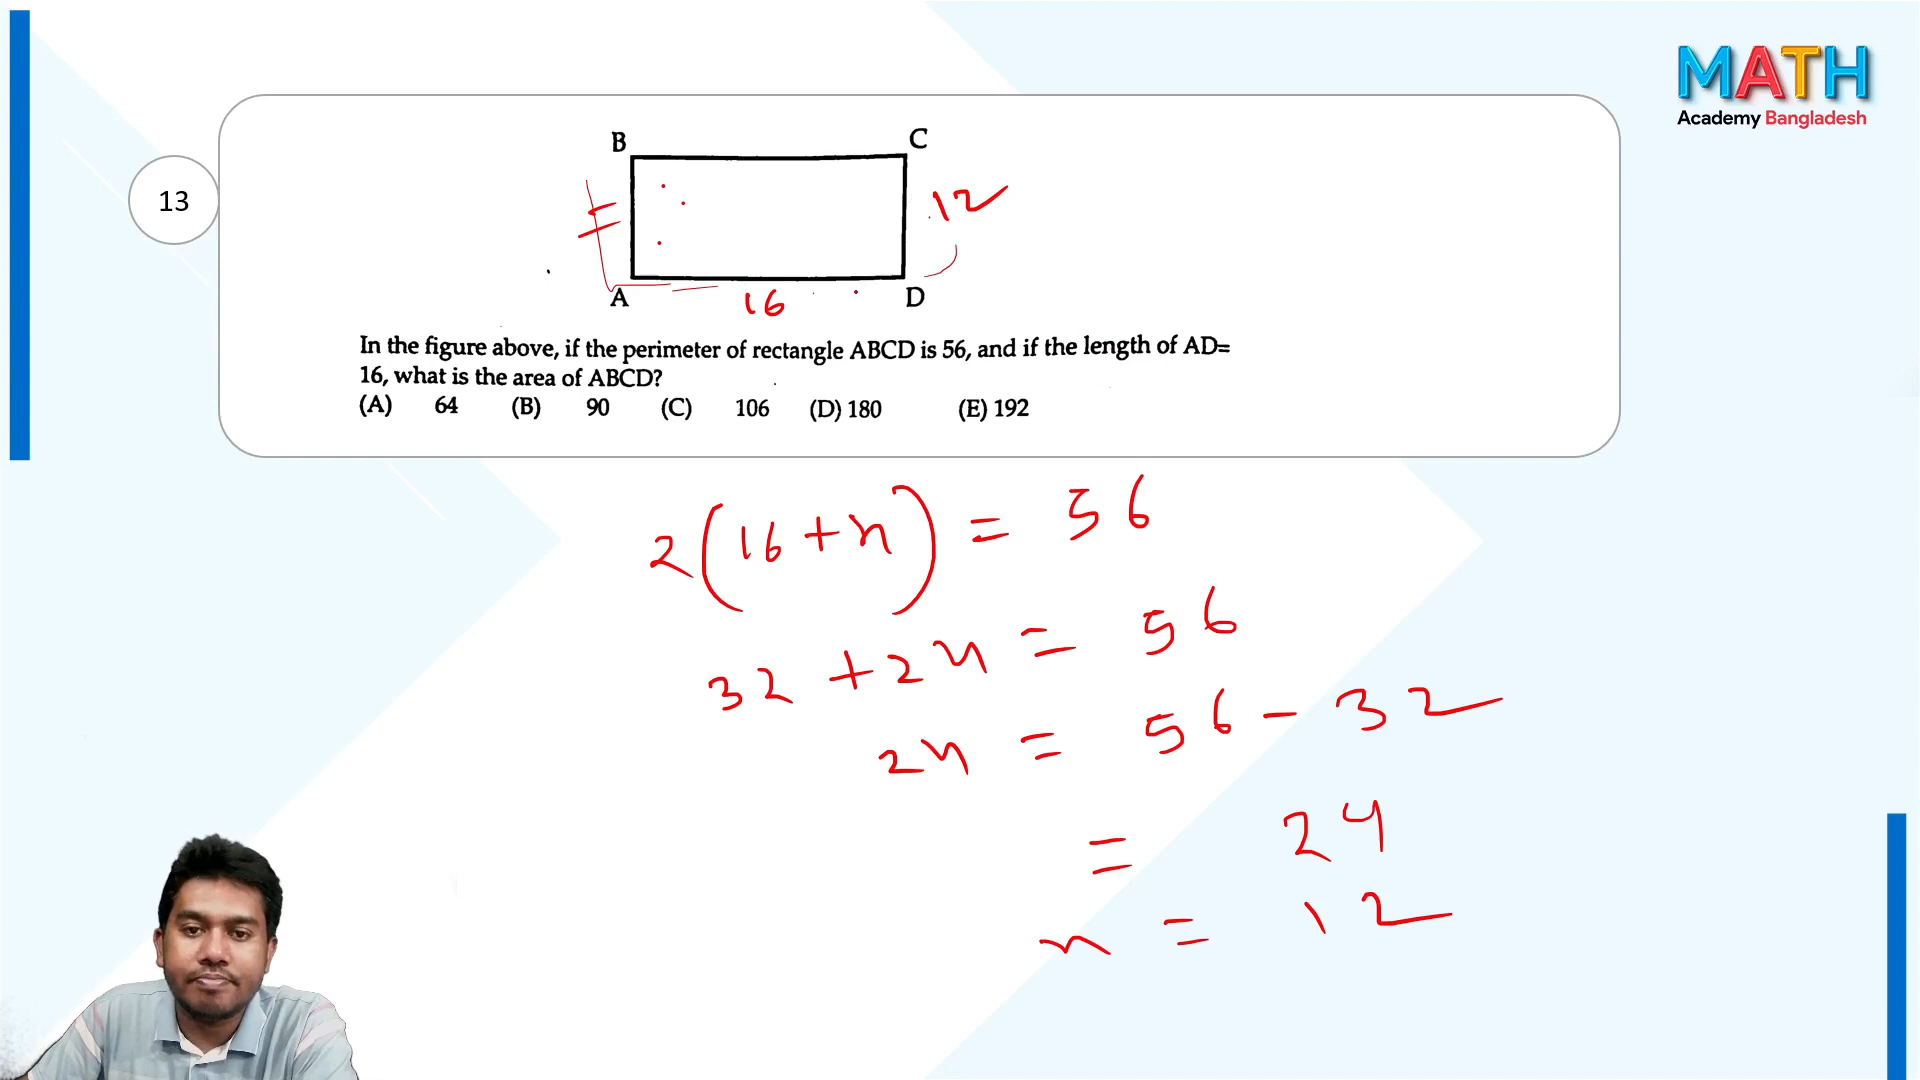 MATH
Academy Bangladesh
13
B C
12
A 16 D
In the figure above, if the perimeter of rectangle ABCD is 56, and if the length of AD=
16, what is the area of ABCD?
(A) 64 (B) 90 (C) 106 (D) 180 (E) 192
2(16+x) = 56
32 + 2x = 56
2x = 56 - 32
= 24
x = 12